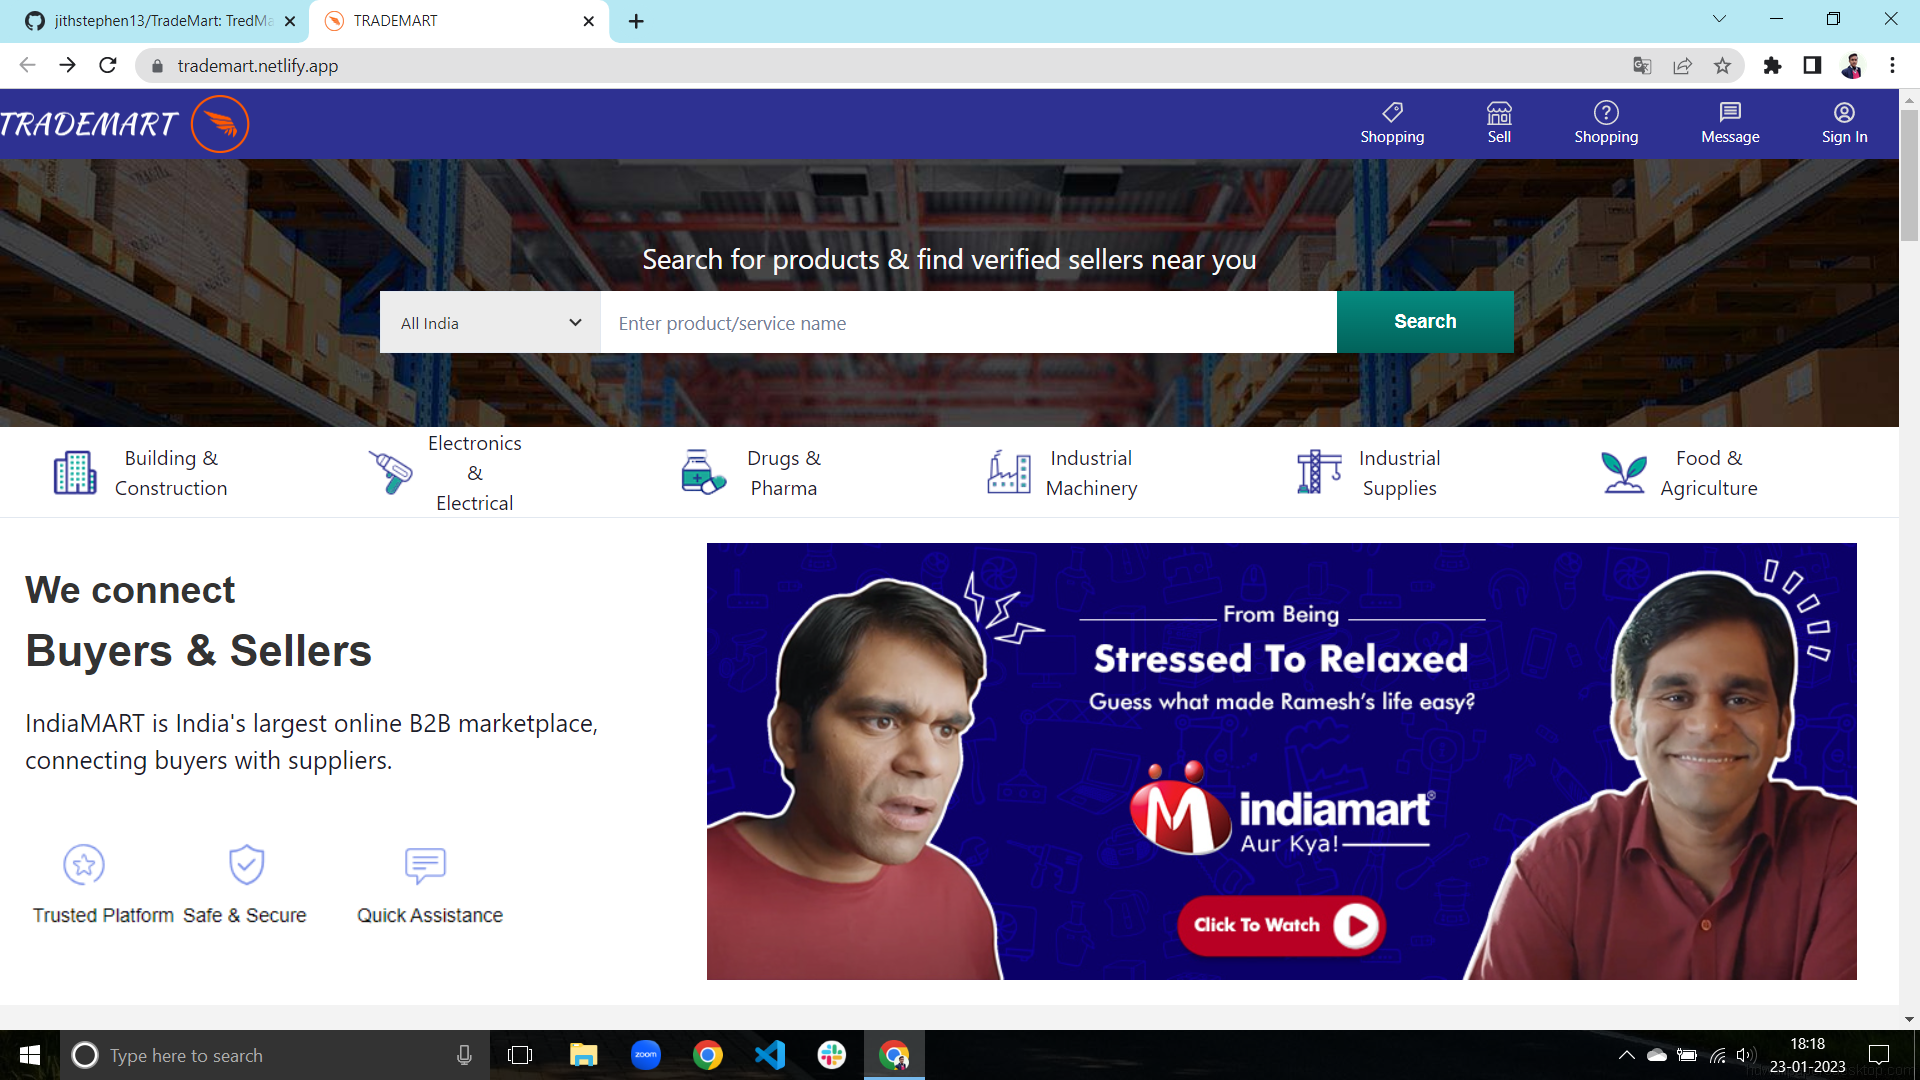 jithstephen13/TradeMart: TredMa
TRADEMART
trademart.netlify.app
TRADEMART
Shopping
Sell
Shopping
Message
Sign In
Search for products & find verified sellers near you
All India
Enter product/service name
Search
Building &
Construction
Electronics
&
Electrical
Drugs &
Pharma
Industrial
Machinery
Industrial
Supplies
Food &
Agriculture
We connect
Buyers & Sellers
IndiaMART is India's largest online B2B marketplace,
connecting buyers with suppliers.
Trusted Platform
Safe & Secure
Quick Assistance
From Being
Stressed To Relaxed
Guess what made Ramesh's life easy?
indiamart
Aur Kya!
Click To Watch
Type here to search
zoom
18:18
23-01-2023